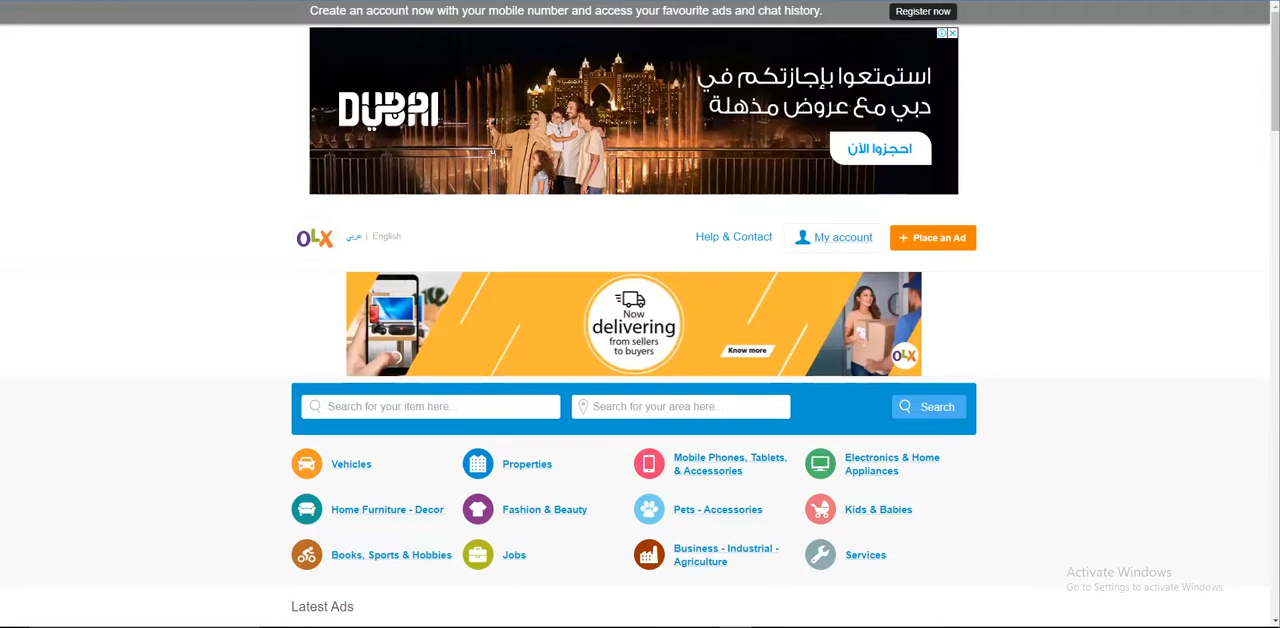 Create an account now with your mobile number and access your favourite ads and chat history.
Register now
استمتعوا بإجازتكم في
دبي مع عروض مذهلة
DUBAI
احجزوا الآن
OLX
عربي | English
Help & Contact
My account
+ Place an Ad
Now
delivering
from sellers
to buyers
Know more
OLX
Search for your item here...
Search for your area here...
Search
Vehicles
Properties
Mobile Phones, Tablets,
& Accessories
Electronics & Home
Appliances
Home Furniture - Decor
Fashion & Beauty
Pets - Accessories
Kids & Babies
Books, Sports & Hobbies
Jobs
Business - Industrial -
Agriculture
Services
Activate Windows
Go to Settings to activate Windows.
Latest Ads